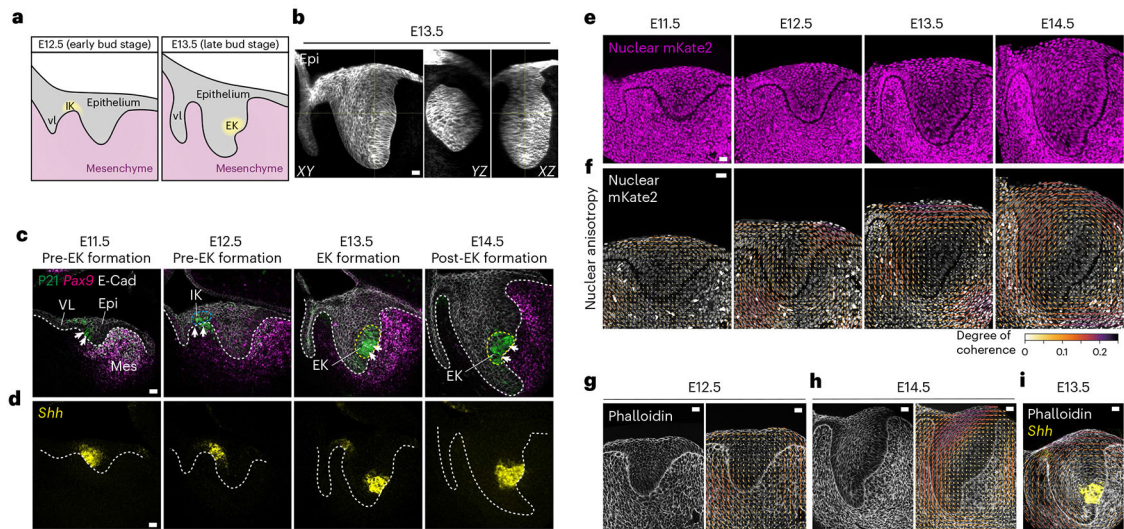 a
E12.5 (early bud stage)
E13.5 (late bud stage)
IK
Epithelium
vl
Mesenchyme
Epithelium
vl
EK
Mesenchyme
b
E13.5
Epi
XY
YZ
XZ
c
E11.5
Pre-EK formation
E12.5
Pre-EK formation
E13.5
EK formation
E14.5
Post-EK formation
P21 Pax9 E-Cad
VL
Epi
Mes
IK
EK
EK
d
Shh
e
E11.5
E12.5
E13.5
E14.5
Nuclear mKate2
f
Nuclear anisotropy
Nuclear
mKate2
Degree of
coherence
0
0.1
0.2
g
E12.5
Phalloidin
h
E14.5
i
E13.5
Phalloidin
Shh